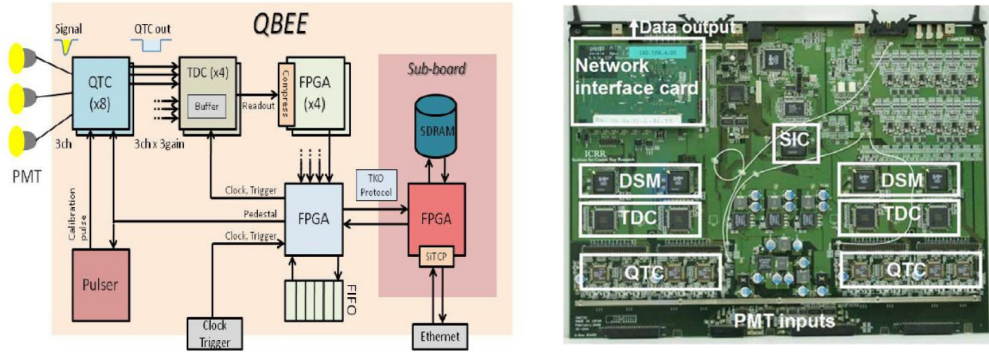 Signal
QTC out
QBEE
QTC
(x8)
TDC (x4)
Buffer
Compress
Readout
FPGA
(x4)
Sub-board
SDRAM
3ch
3ch x 3gain
PMT
Clock, Trigger
Pedestal
Clock, Trigger
TKO
Protocol
FPGA
FPGA
SiTCP
Calibration
pulse
Pulser
FIFO
Clock
Trigger
Ethernet
Data output
Network
interface card
SIC
ICRR
DSM
DSM
TDC
TDC
QTC
QTC
PMT inputs